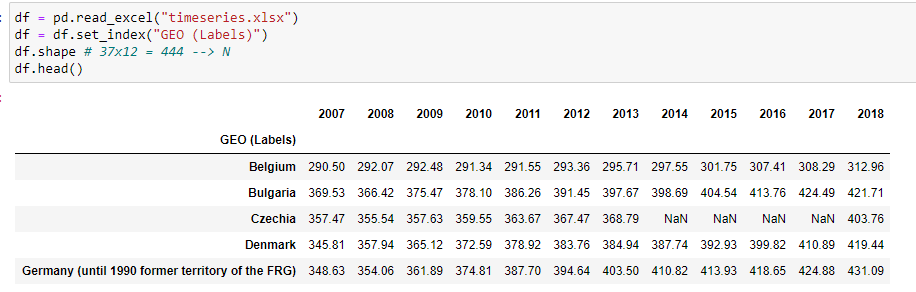 df = pd.read_excel("timeseries.xlsx")
df = df.set_index("GEO (Labels)")
df.shape # 37x12 = 444 --> N
df.head()
2007 2008 2009 2010 2011 2012 2013 2014 2015 2016 2017 2018
GEO (Labels)
Belgium 290.50 292.07 292.48 291.34 291.55 293.36 295.71 297.55 301.75 307.41 308.29 312.96
Bulgaria 369.53 366.42 375.47 378.10 386.26 391.45 397.67 398.69 404.54 413.76 424.49 421.71
Czechia 357.47 355.54 357.63 359.55 363.67 367.47 368.79 NaN NaN NaN NaN 403.76
Denmark 345.81 357.94 365.12 372.59 378.92 383.76 384.94 387.74 392.93 399.82 410.89 419.44
Germany (until 1990 former territory of the FRG) 348.63 354.06 361.89 374.81 387.70 394.64 403.50 410.82 413.93 418.65 424.88 431.09